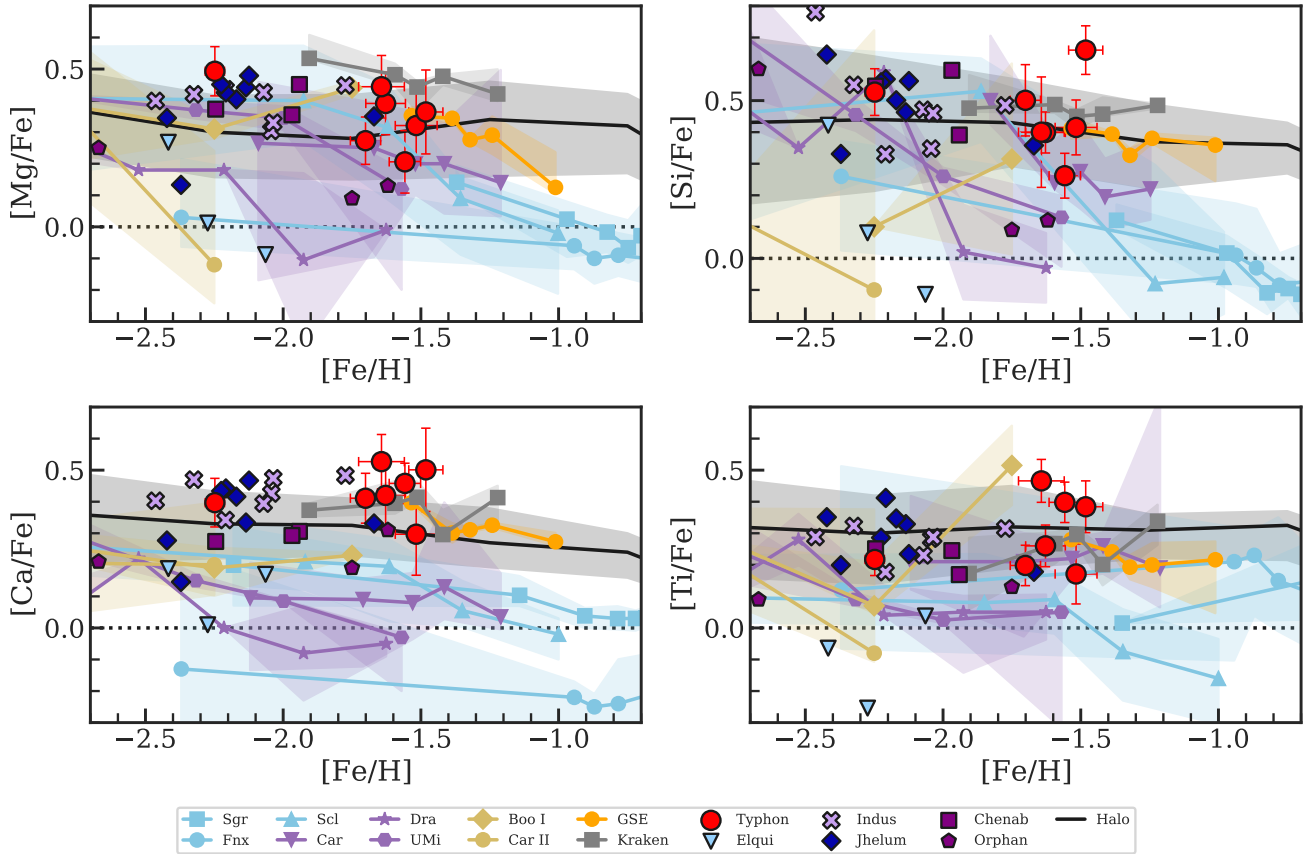 [Mg/Fe]
0.5
0.0
−2.5 −2.0 −1.5 −1.0
[Fe/H]
[Si/Fe]
0.5
0.0
−2.5 −2.0 −1.5 −1.0
[Fe/H]
[Ca/Fe]
0.5
0.0
−2.5 −2.0 −1.5 −1.0
[Fe/H]
[Ti/Fe]
0.5
0.0
−2.5 −2.0 −1.5 −1.0
[Fe/H]
Sgr Scl Dra Boo I GSE Typhon Indus Chenab Halo
Fnx Car UMi Car II Kraken Elqui Jhelum Orphan